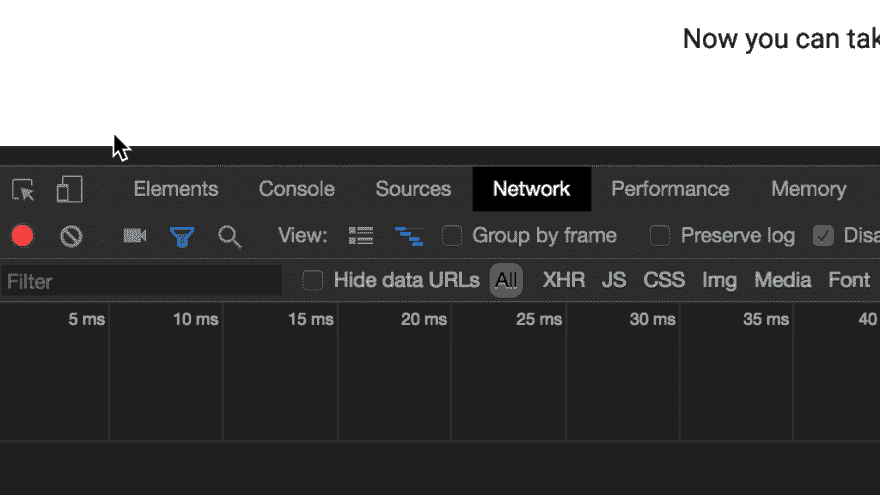 Now you can tak
Elements Console Sources Network Performance Memory
View: Group by frame Preserve log Disa
Filter Hide data URLs All XHR JS CSS Img Media Font
5 ms 10 ms 15 ms 20 ms 25 ms 30 ms 35 ms 40